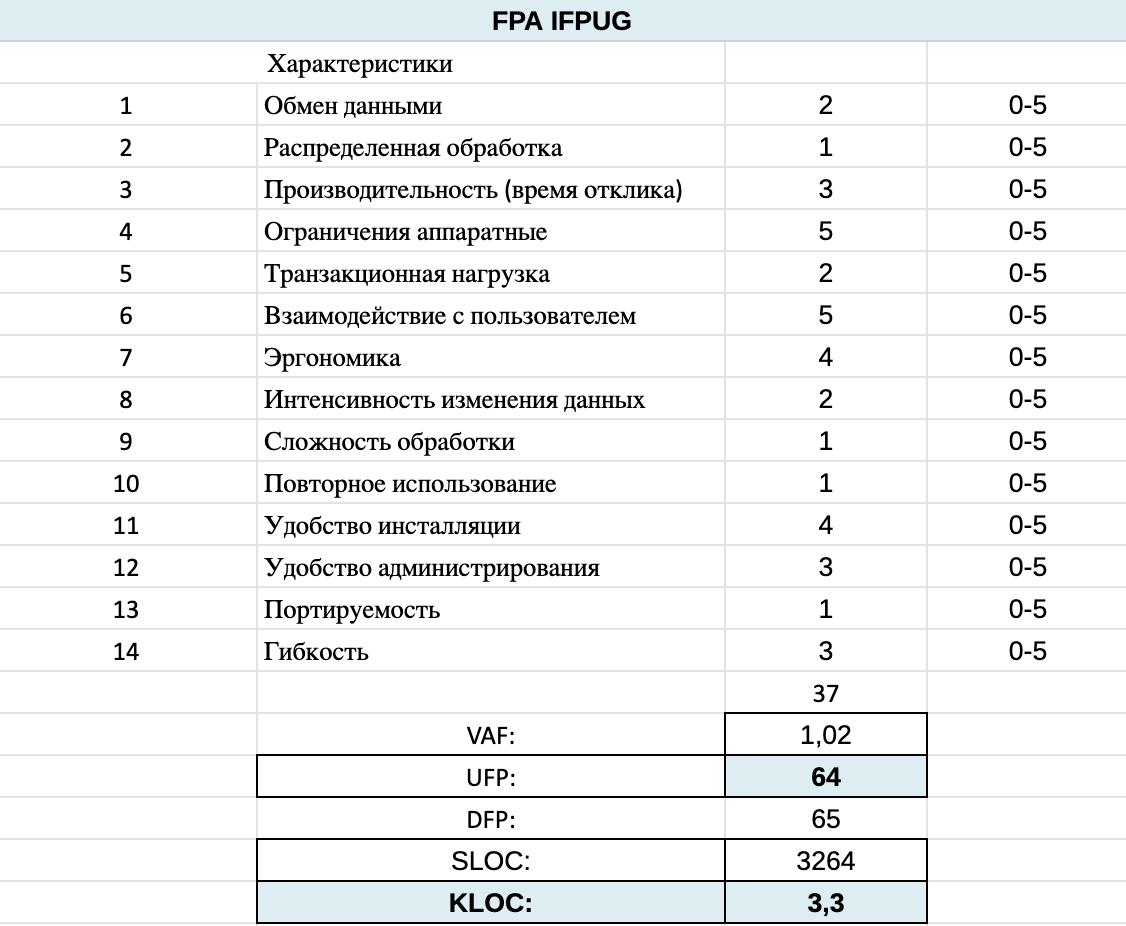 FPA IFPUG
Характеристики
1 Обмен данными 2 0-5
2 Распределенная обработка 1 0-5
3 Производительность (время отклика) 3 0-5
4 Ограничения аппаратные 5 0-5
5 Транзакционная нагрузка 2 0-5
6 Взаимодействие с пользователем 5 0-5
7 Эргономика 4 0-5
8 Интенсивность изменения данных 2 0-5
9 Сложность обработки 1 0-5
10 Повторное использование 1 0-5
11 Удобство инсталляции 4 0-5
12 Удобство администрирования 3 0-5
13 Портируемость 1 0-5
14 Гибкость 3 0-5
37
VAF: 1,02
UFP: 64
DFP: 65
SLOC: 3264
KLOC: 3,3